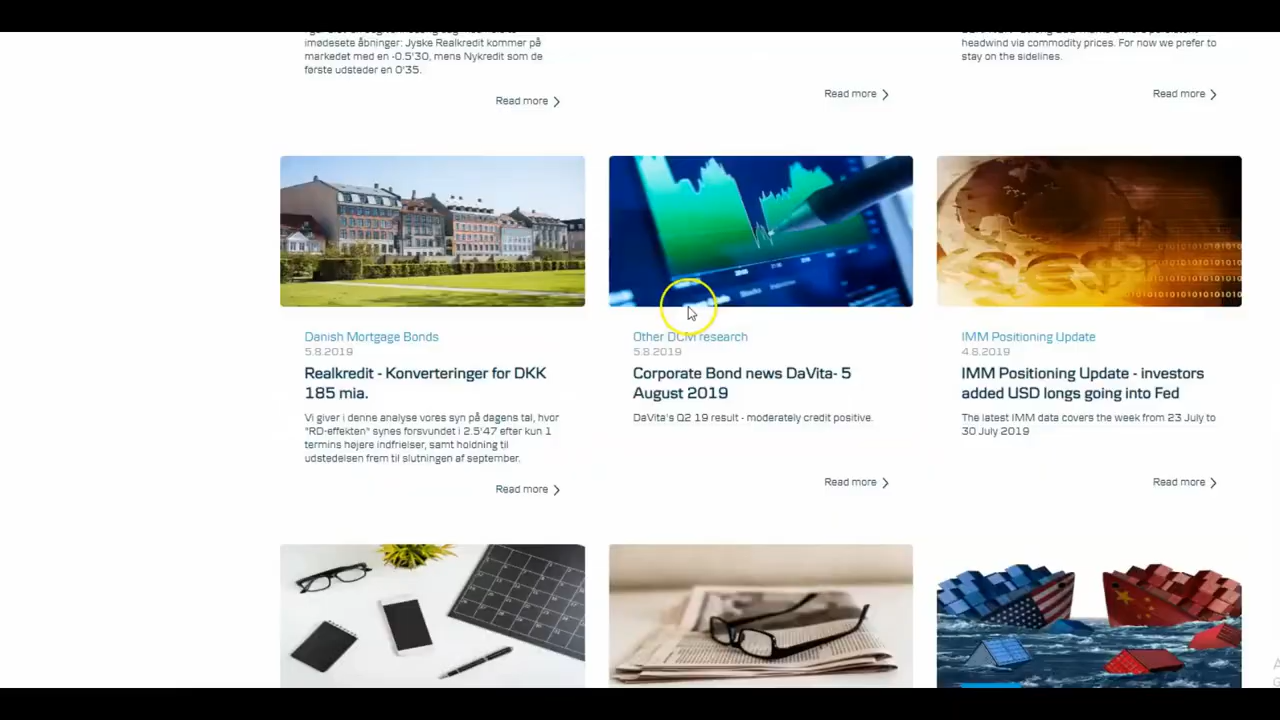 imødesete åbninger: Jyske Realkredit kommer på
markedet med en -0.5'30, mens Nykredit som de
første udsteder en 0'35.
Read more
Read more
headwind via commodity prices. For now we prefer to
stay on the sidelines.
Read more
Danish Mortgage Bonds
5.8.2019
Realkredit - Konverteringer for DKK
185 mia.
Vi giver i denne analyse vores syn på dagens tal, hvor
"RD-effekten" synes forsvundet i 2.5'47 efter kun 1
termins højere indfrielser, samt holdning til
udstedelsen frem til slutningen af september.
Read more
Other DCM research
5.8.2019
Corporate Bond news DaVita- 5
August 2019
DaVita's Q2 19 result - moderately credit positive.
Read more
IMM Positioning Update
4.8.2019
IMM Positioning Update - investors
added USD longs going into Fed
The latest IMM data covers the week from 23 July to
30 July 2019
Read more